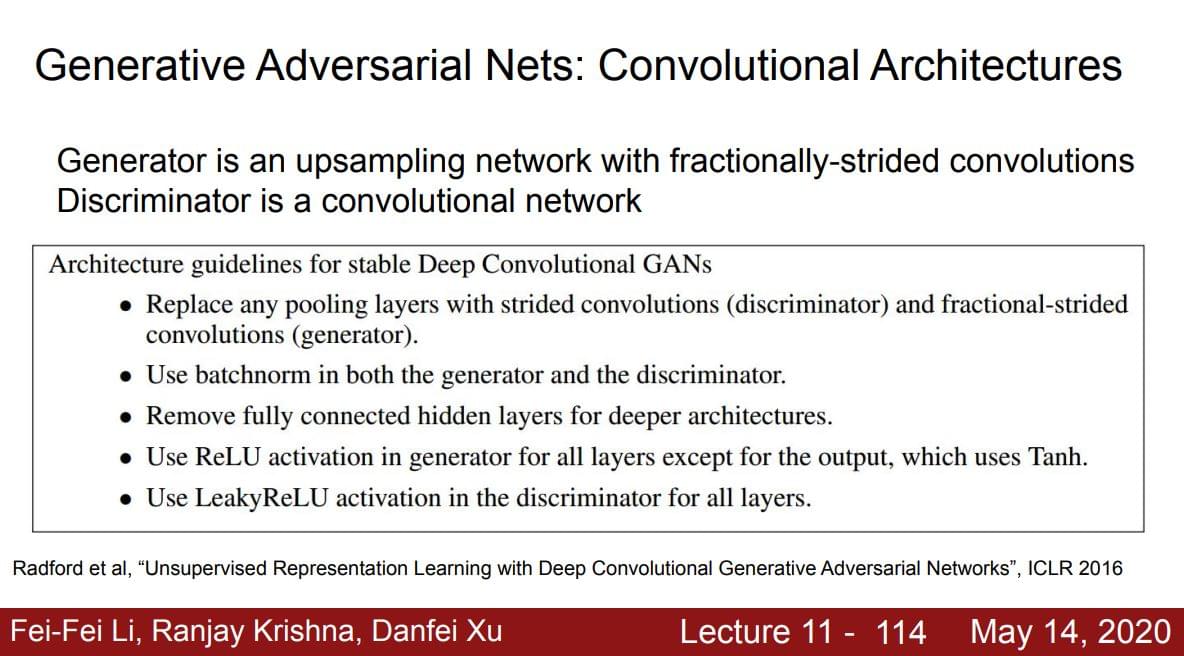 Generative Adversarial Nets: Convolutional Architectures
Generator is an upsampling network with fractionally-strided convolutions
Discriminator is a convolutional network
Architecture guidelines for stable Deep Convolutional GANs
• Replace any pooling layers with strided convolutions (discriminator) and fractional-strided
convolutions (generator).
• Use batchnorm in both the generator and the discriminator.
• Remove fully connected hidden layers for deeper architectures.
• Use ReLU activation in generator for all layers except for the output, which uses Tanh.
• Use LeakyReLU activation in the discriminator for all layers.
Radford et al, “Unsupervised Representation Learning with Deep Convolutional Generative Adversarial Networks”, ICLR 2016
Fei-Fei Li, Ranjay Krishna, Danfei Xu Lecture 11 - 114 May 14, 2020